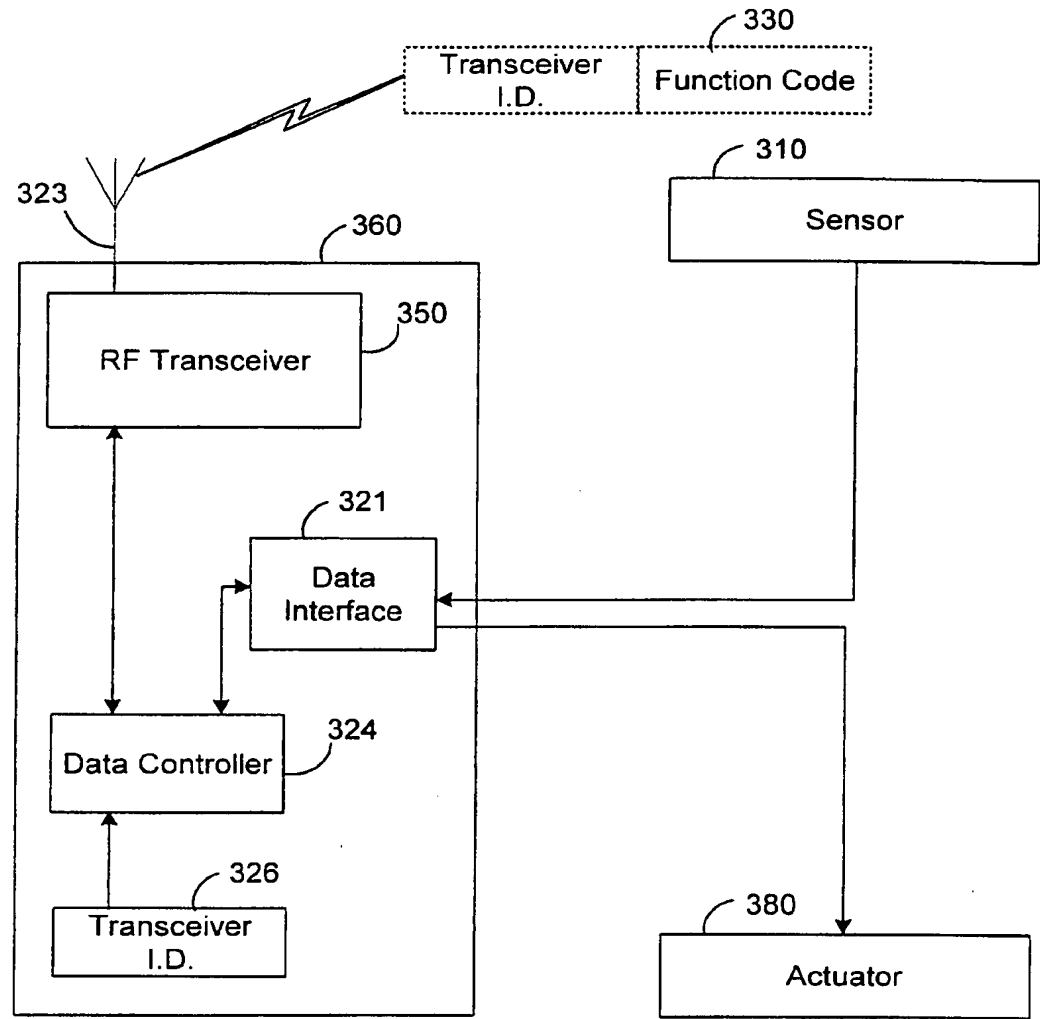 330
Transceiver
I.D.
Function Code
310
Sensor
323
360
350
RF Transceiver
321
Data
Interface
324
Data Controller
326
Transceiver
I.D.
380
Actuator